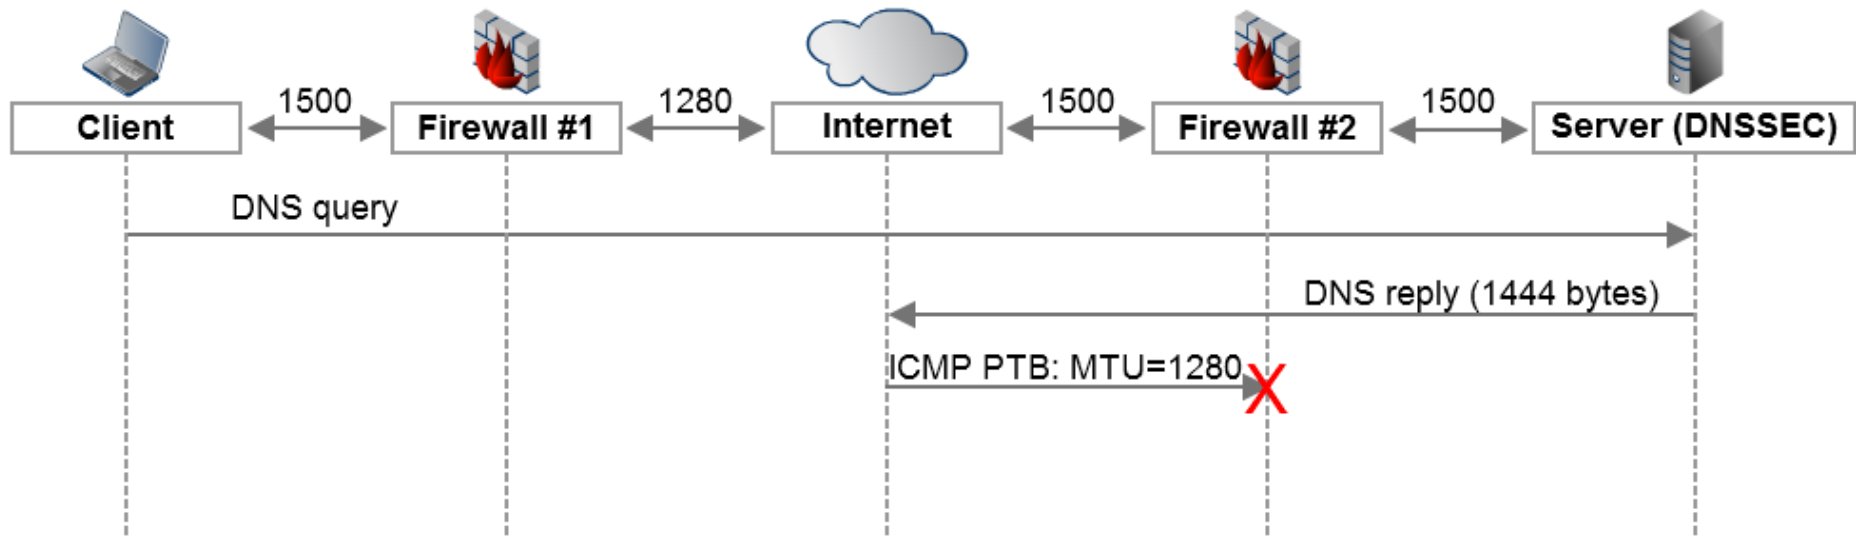 1500
1280
1500
1500
Client
Firewall #1
Internet
Firewall #2
Server (DNSSEC)
DNS query
DNS reply (1444 bytes)
ICMP PTB: MTU=1280
X